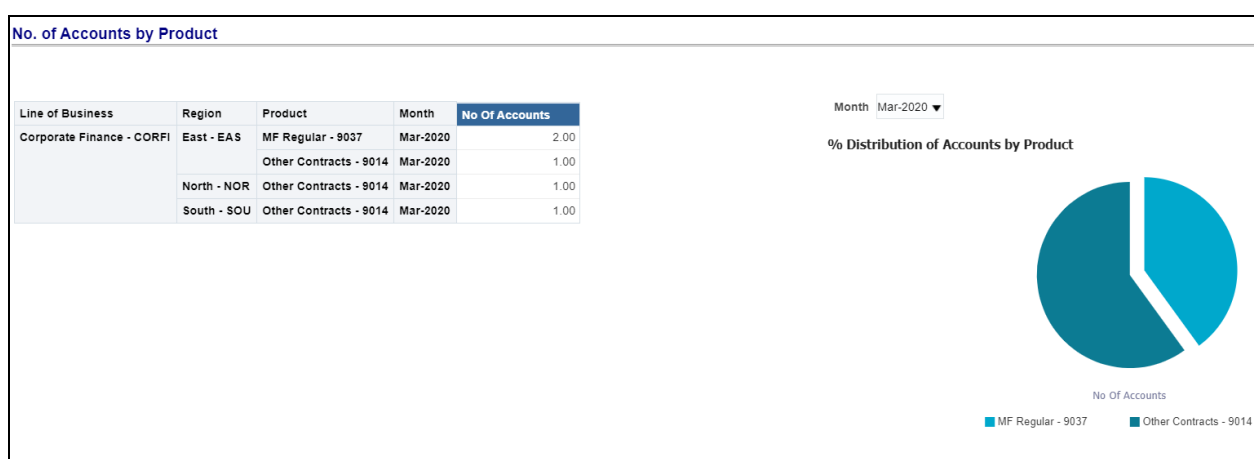 No. of Accounts by Product
Line of Business Region Product Month No Of Accounts
Corporate Finance - CORFI East - EAS MF Regular - 9037 Mar-2020 2.00
Other Contracts - 9014 Mar-2020 1.00
North - NOR Other Contracts - 9014 Mar-2020 1.00
South - SOU Other Contracts - 9014 Mar-2020 1.00
Month Mar-2020
% Distribution of Accounts by Product
No Of Accounts
MF Regular - 9037 Other Contracts - 9014